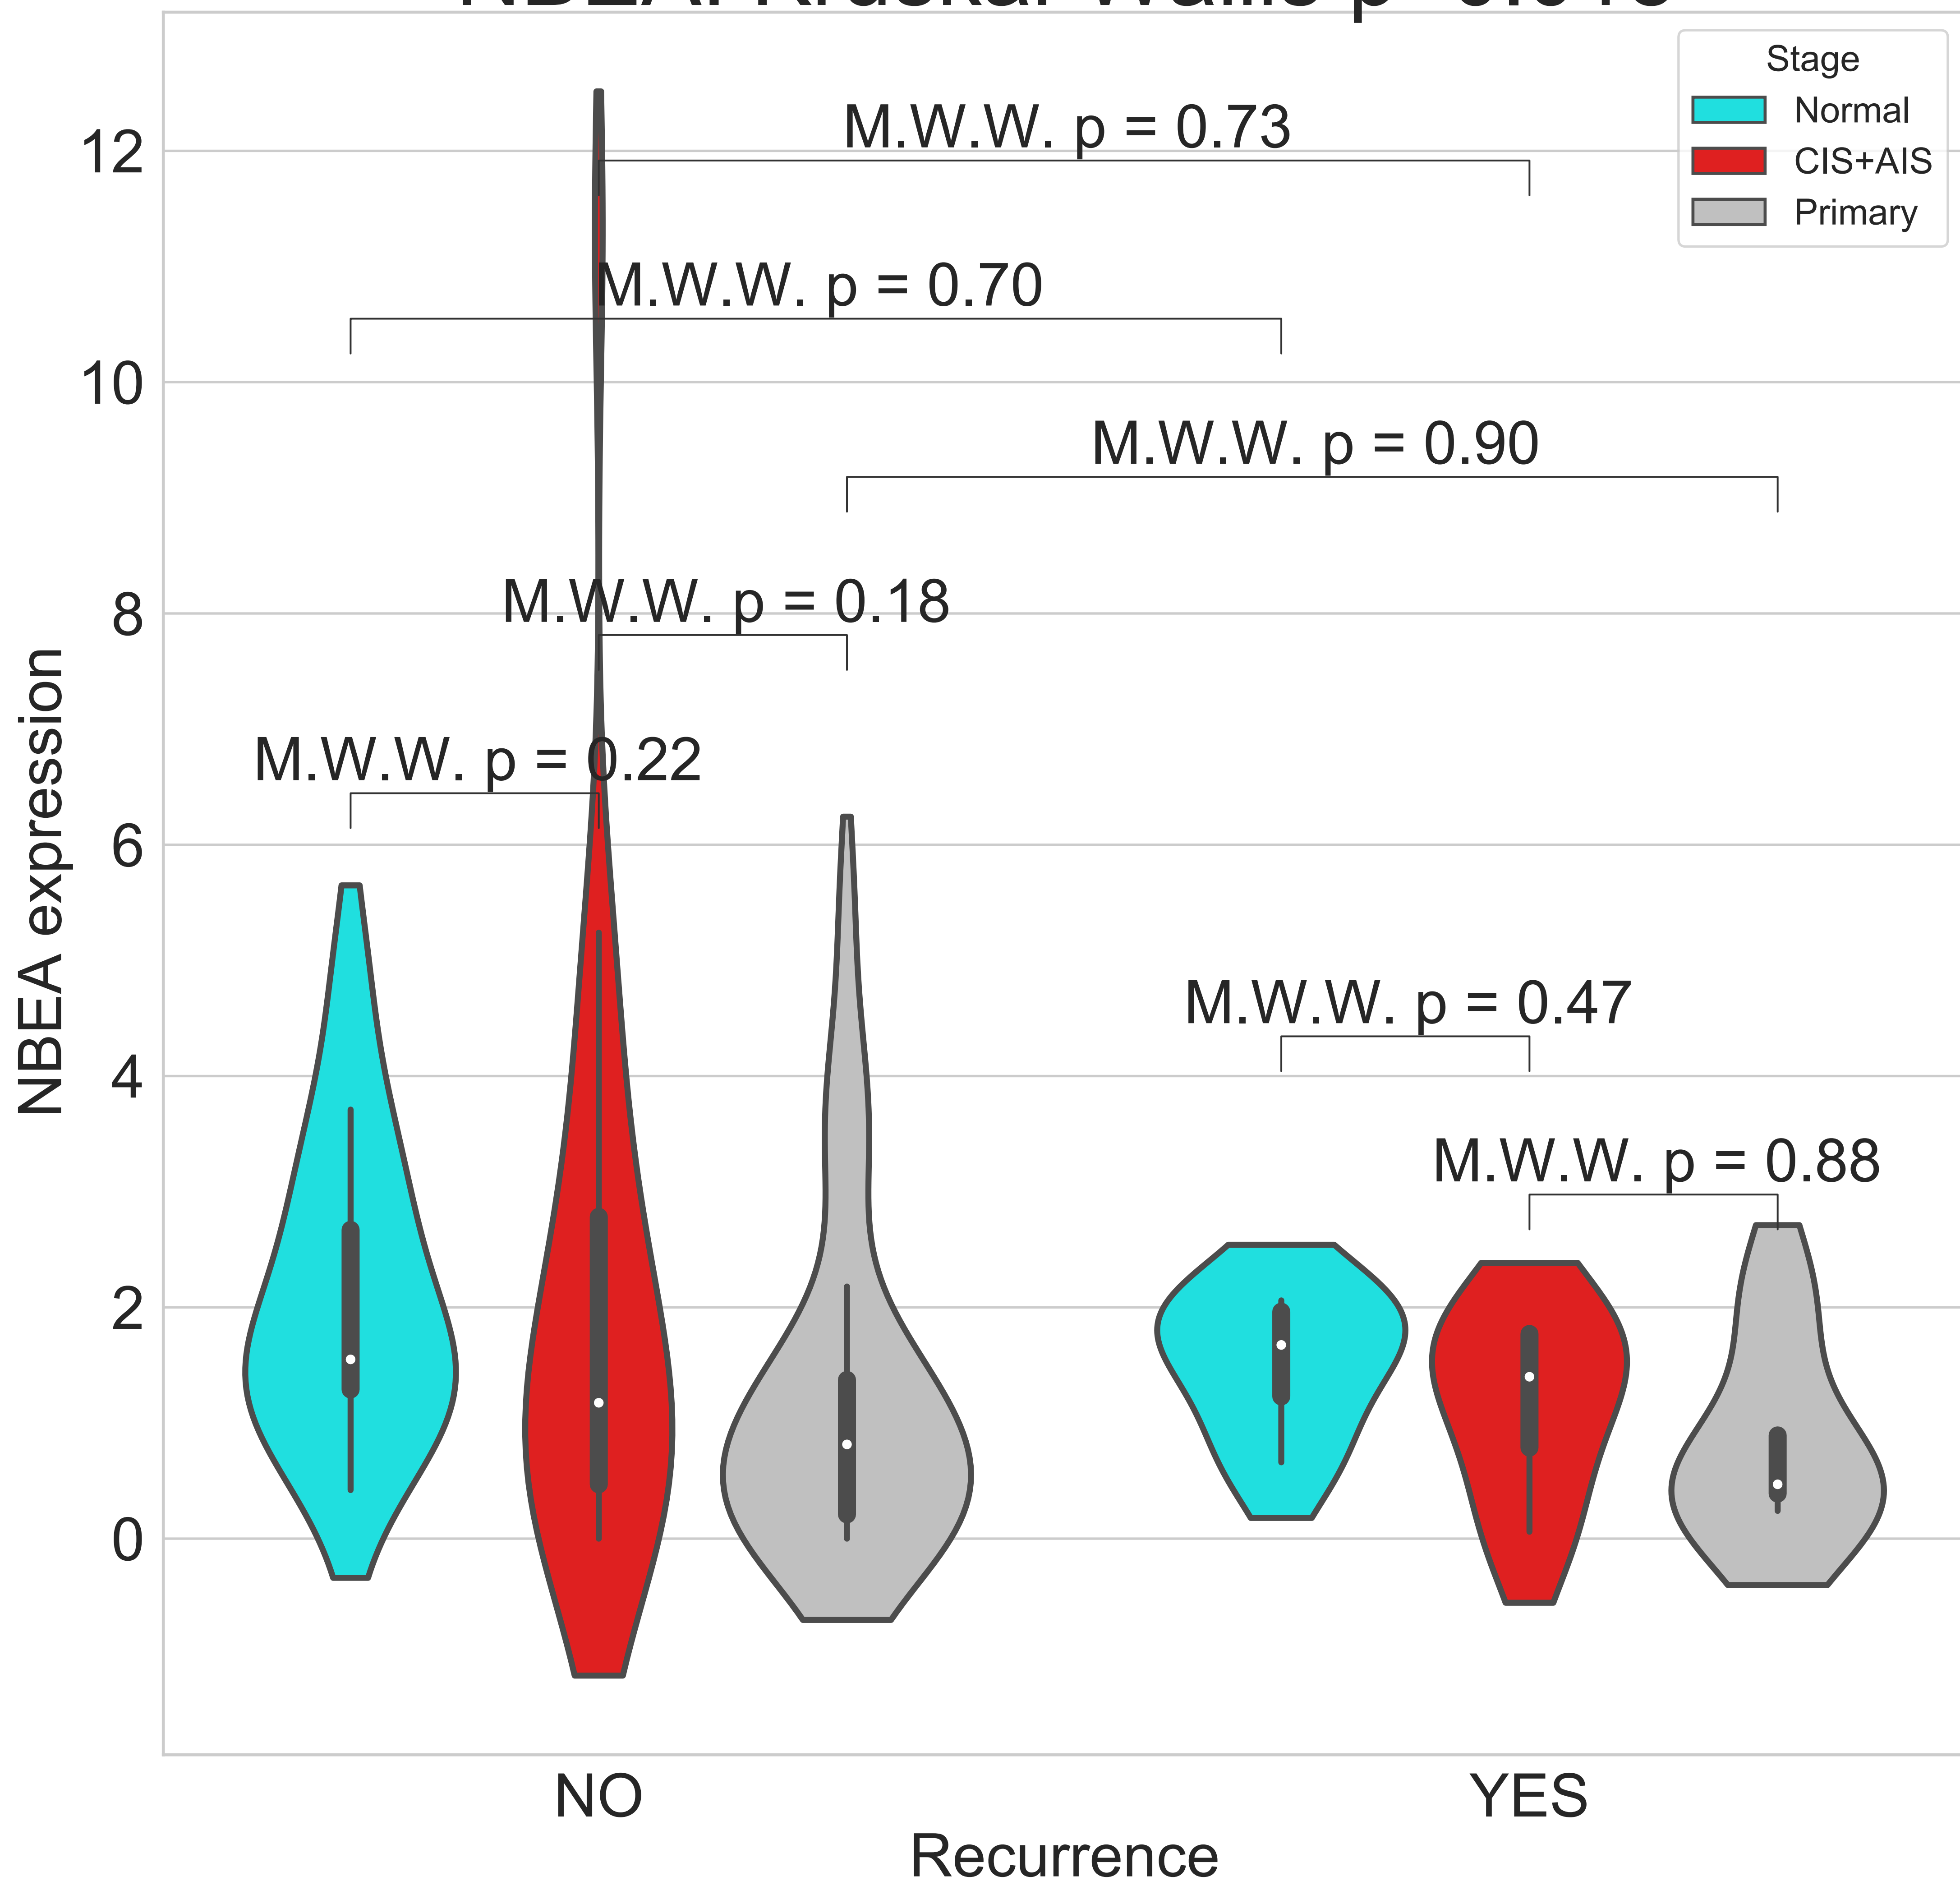 Stage
Normal
CIS+AIS
Primary
M.W.W. p = 0.73
M.W.W. p = 0.70
M.W.W. p = 0.90
M.W.W. p = 0.18
M.W.W. p = 0.22
M.W.W. p = 0.47
M.W.W. p = 0.88
12
10
8
6
4
2
0
NBEA expression
NO
YES
Recurrence